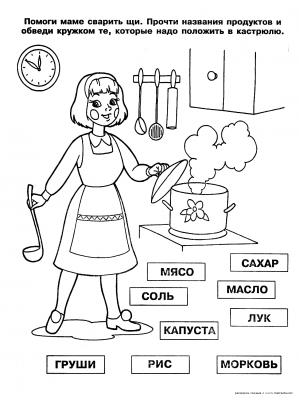 Помоги маме сварить щи. Прочти названия продуктов и
обведи кружком те, которые надо положить в кастрюлю.
МЯСО
САХАР
СОЛЬ
МАСЛО
КАПУСТА
ЛУК
ГРУШИ
РИС
МОРКОВЬ